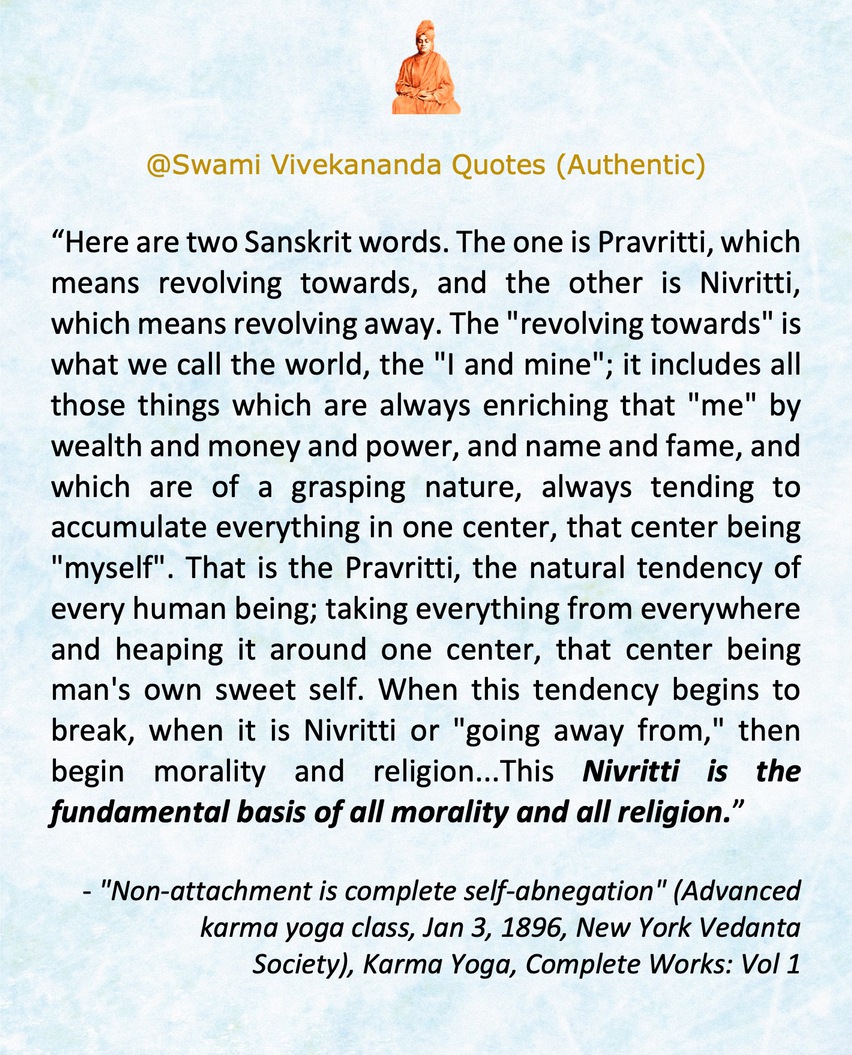 @Swami Vivekananda Quotes (Authentic)
“Here are two Sanskrit words. The one is Pravritti, which
means revolving towards, and the other is Nivritti,
which means revolving away. The "revolving towards" is
what we call the world, the "I and mine"; it includes all
those things which are always enriching that "me" by
wealth and money and power, and name and fame, and
which are of a grasping nature, always tending to
accumulate everything in one center, that center being
"myself". That is the Pravritti, the natural tendency of
every human being; taking everything from everywhere
and heaping it around one center, that center being
man's own sweet self. When this tendency begins to
break, when it is Nivritti or "going away from," then
begin morality and religion...This Nivritti is the
fundamental basis of all morality and all religion.”
- "Non-attachment is complete self-abnegation" (Advanced
karma yoga class, Jan 3, 1896, New York Vedanta
Society), Karma Yoga, Complete Works: Vol 1